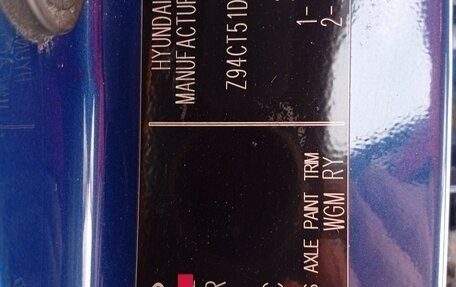 HYUNDAI
MANUFACTUR
Z94CT51D
1-
2-
R
C
S AXLE PAINT TRIM
WGM RY